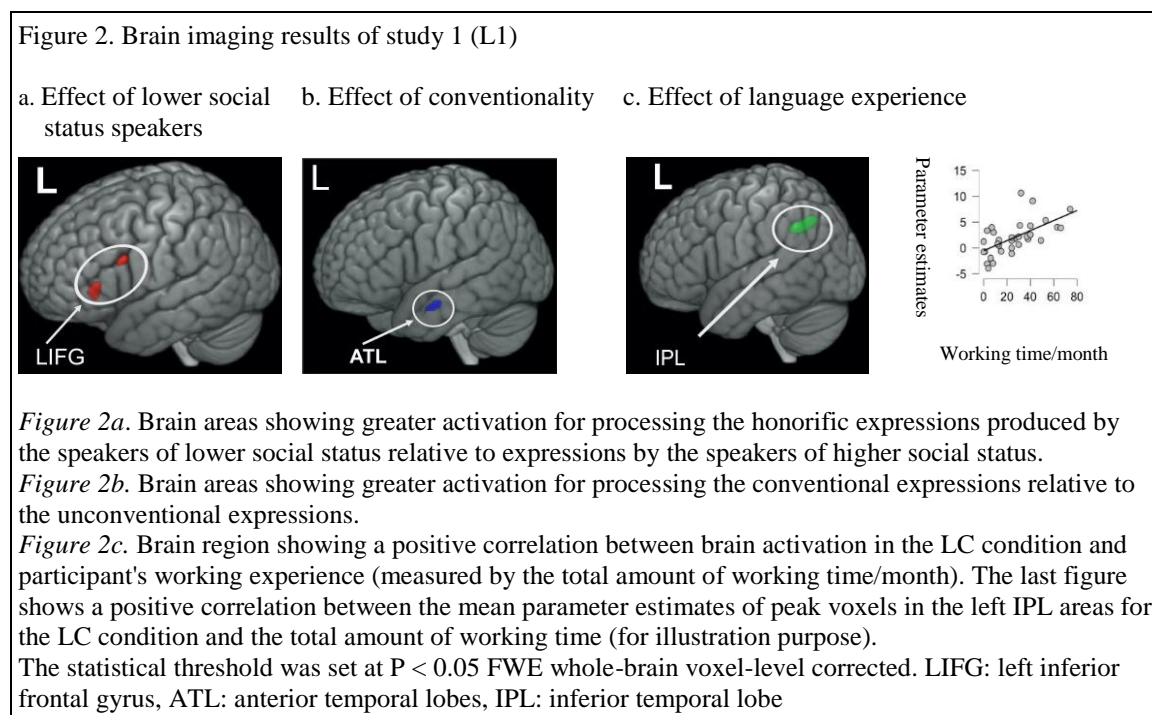 Figure 2. Brain imaging results of study 1 (L1)
a. Effect of lower social status speakers
b. Effect of conventionality
c. Effect of language experience
L
LIFG
L
ATL
L
IPL
Parameter estimates
15
10
5
0
-5
0 20 40 60 80
Working time/month
Figure 2a. Brain areas showing greater activation for processing the honorific expressions produced by
the speakers of lower social status relative to expressions by the speakers of higher social status.
Figure 2b. Brain areas showing greater activation for processing the conventional expressions relative to
the unconventional expressions.
Figure 2c. Brain region showing a positive correlation between brain activation in the LC condition and
participant's working experience (measured by the total amount of working time/month). The last figure
shows a positive correlation between the mean parameter estimates of peak voxels in the left IPL areas for
the LC condition and the total amount of working time (for illustration purpose).
The statistical threshold was set at P < 0.05 FWE whole-brain voxel-level corrected. LIFG: left inferior
frontal gyrus, ATL: anterior temporal lobes, IPL: inferior temporal lobe